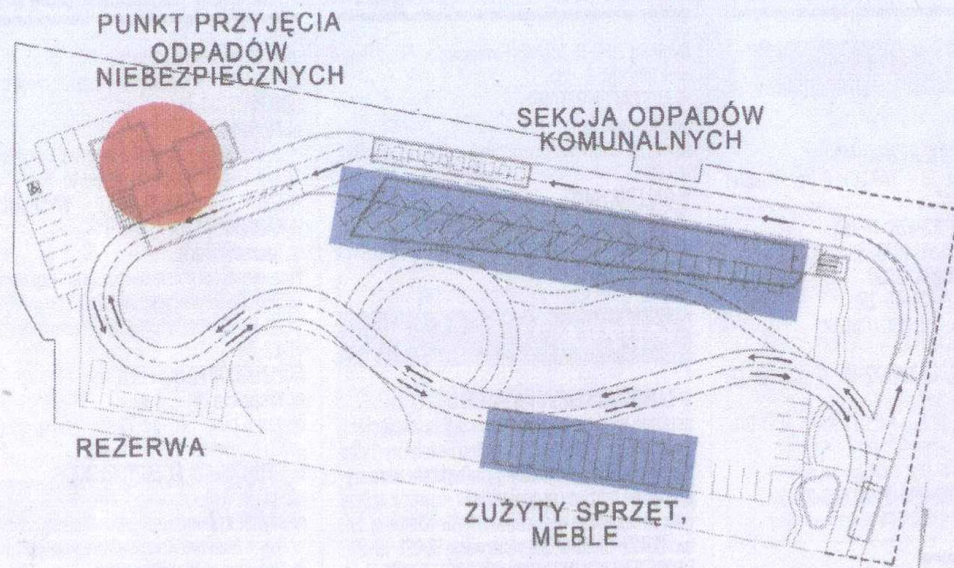 PUNKT PRZYJĘCIA
ODPADÓW
NIEBEZPIECZNYCH
SEKCJA ODPADÓW
KOMUNALNYCH
REZERWA
ZUŻYTY SPRZĘT,
MEBLE